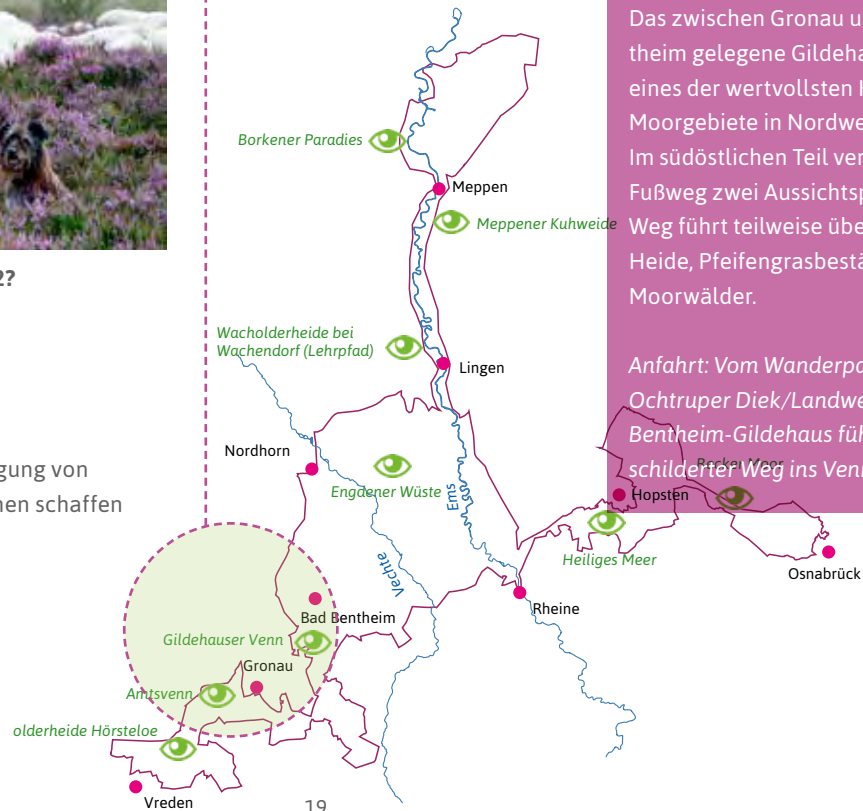 Das zwischen Gronau u
theim gelegene Gildeha
eines der wertvollsten
Moorgebiete in Nordwe
Im südöstlichen Teil ver
Fußweg zwei Aussichtsp
Weg führt teilweise übe
Heide, Pfeifengrasbestä
Moorwälder.
Anfahrt: Vom Wanderpa
Ochtruper Diek/Landwe
Bentheim-Gildehaus füh
schilderter Weg ins Venn
2?
gung von
nen schaffen
Borkener Paradies
Meppen
Meppener Kuhweide
Wacholderheide bei
Wachendorf (Lehrpfad)
Lingen
Nordhorn
Engdener Wüste
Ems
Recker Moor
Hopsten
Heiliges Meer
Osnabrück
Vechte
Rheine
Bad Bentheim
Gildehauser Venn
Gronau
Amtsvenn
olderheide Hörsteloe
Vreden
19